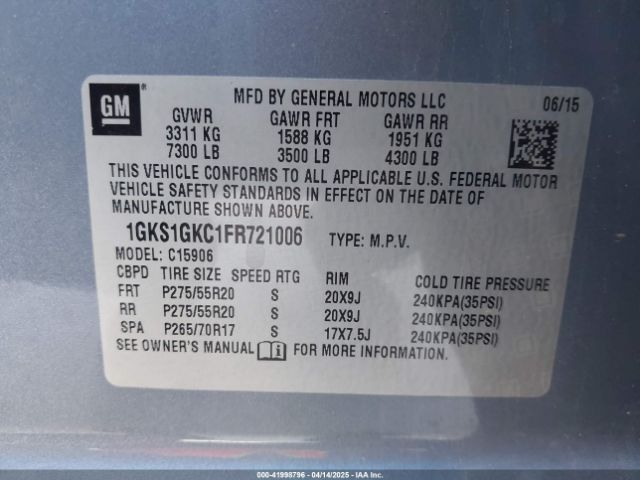 GM ®
MFD BY GENERAL MOTORS LLC 06/15
GVWR GAWR FRT GAWR RR
3311 KG 1588 KG 1951 KG
7300 LB 3500 LB 4300 LB
THIS VEHICLE CONFORMS TO ALL APPLICABLE U.S. FEDERAL MOTOR
VEHICLE SAFETY STANDARDS IN EFFECT ON THE DATE OF
MANUFACTURE SHOWN ABOVE.
1GKS1GKC1FR721006 TYPE: M.P.V.
MODEL: C15906
CBPD TIRE SIZE SPEED RTG RIM COLD TIRE PRESSURE
FRT P275/55R20 S 20X9J 240KPA(35PSI)
RR P275/55R20 S 20X9J 240KPA(35PSI)
SPA P265/70R17 S 17X7.5J 240KPA(35PSI)
SEE OWNER'S MANUAL FOR MORE INFORMATION.
000-41998796 - 04/14/2025 - IAA Inc.